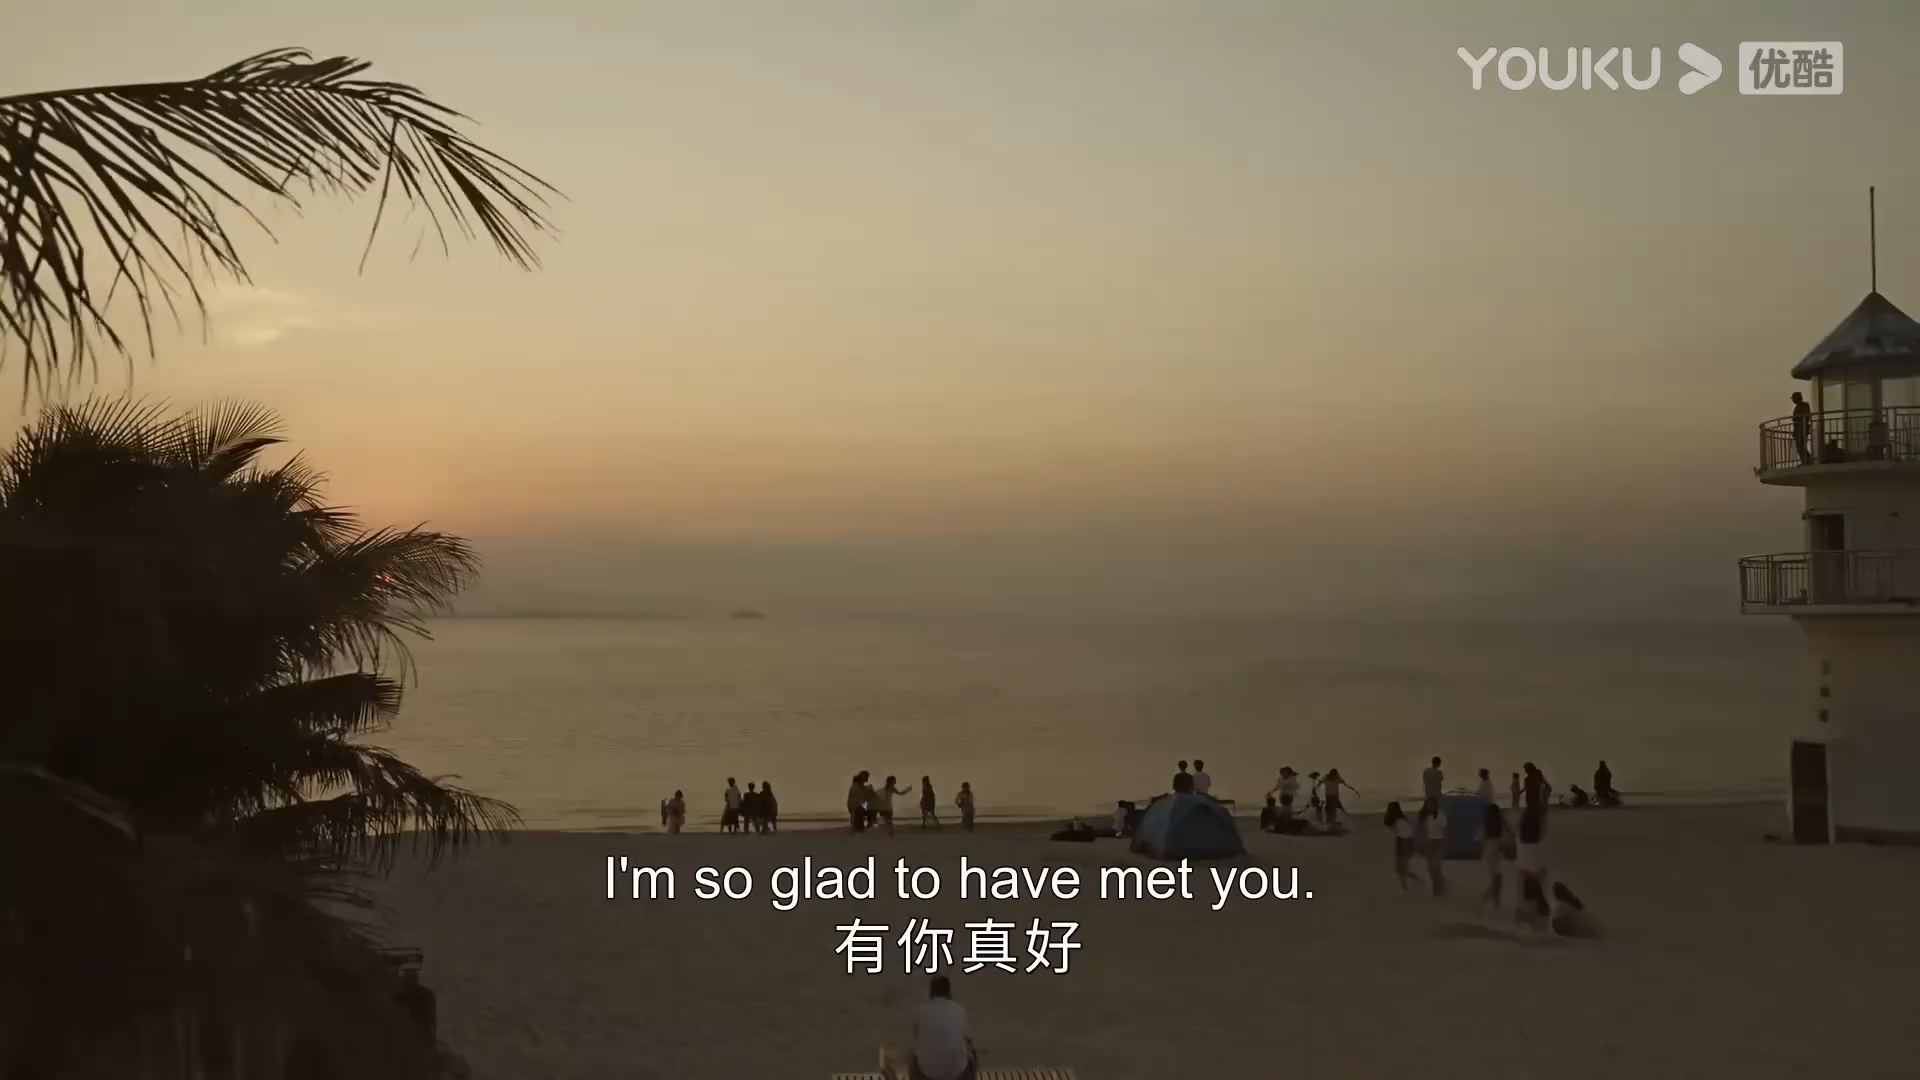 YOUKU 优酷
I'm so glad to have met you.
有你真好